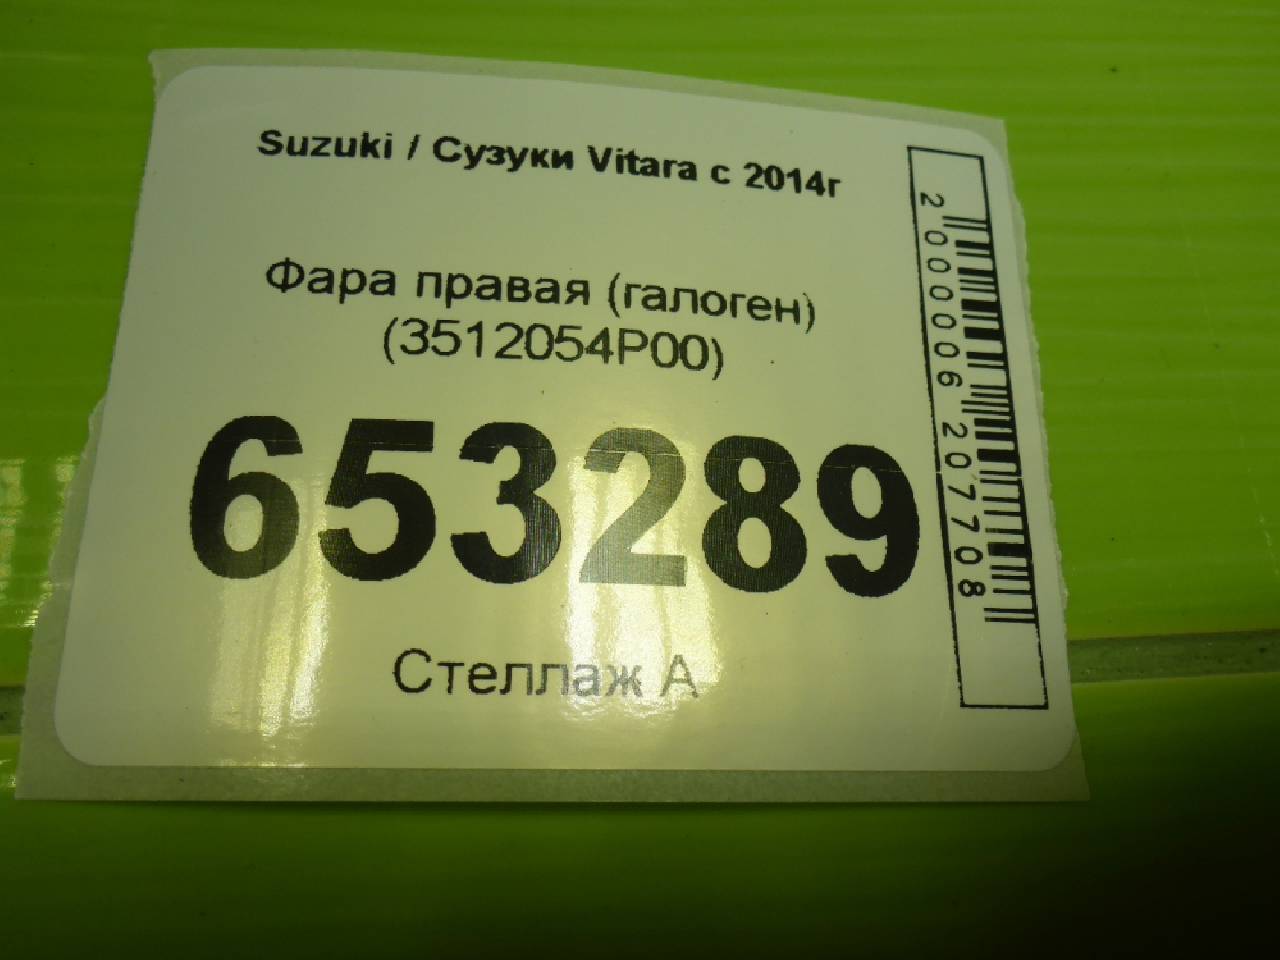 Suzuki / Сузуки Vitara с 2014г
Фара правая (галоген)
(3512054P00)
653289
Стеллаж А
2000006207708